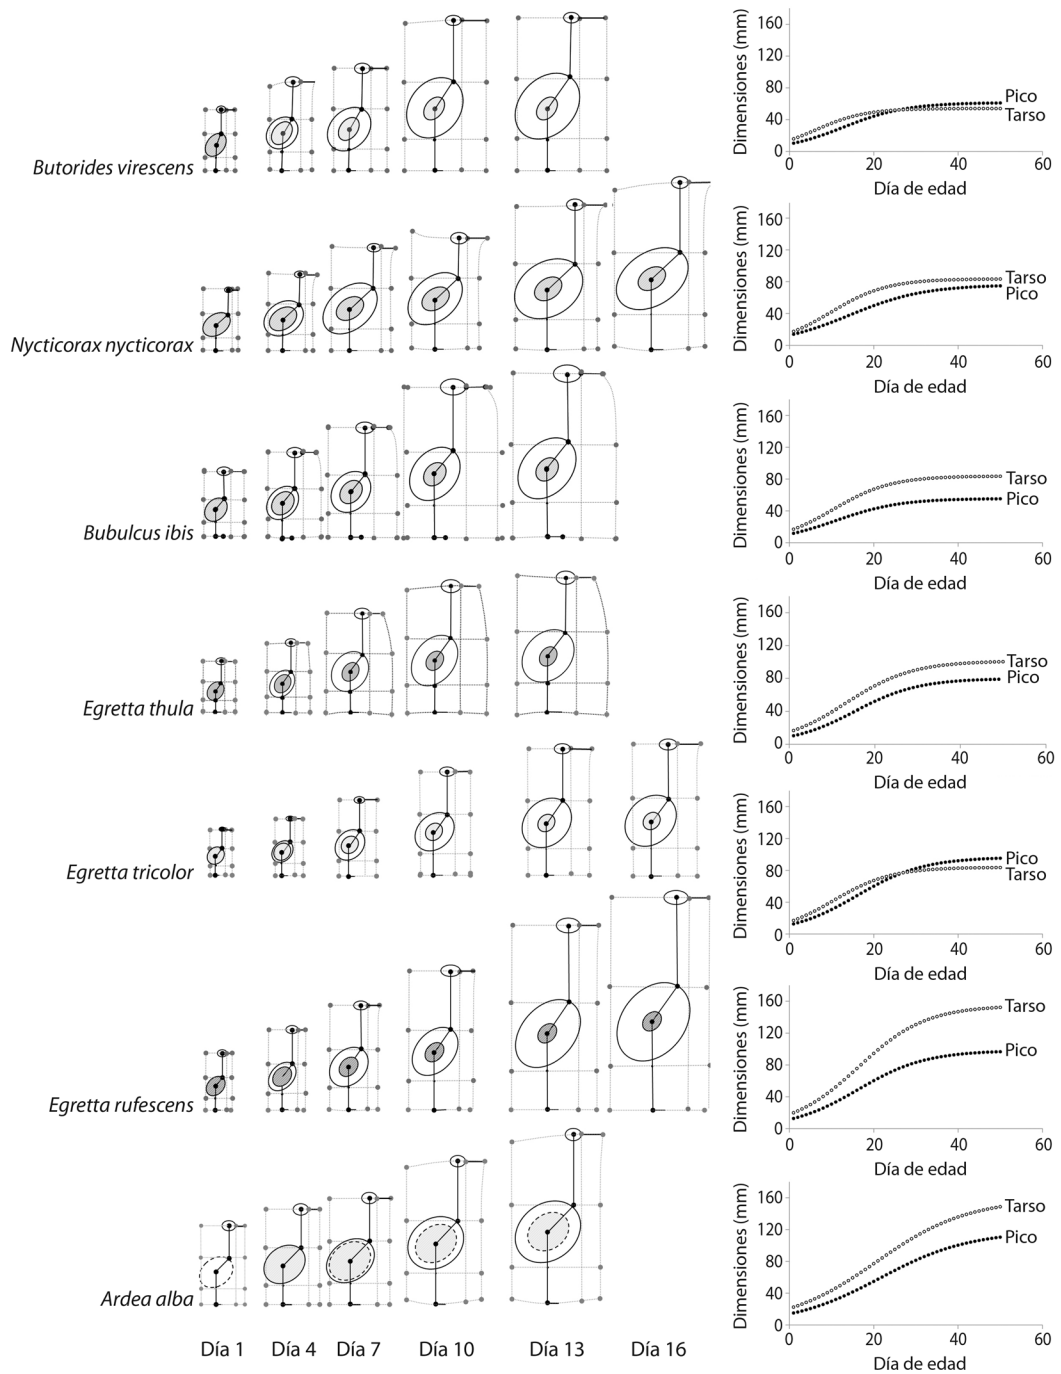 Butorides virescens
Dimensiones (mm)
160
120
80
40
0
0
20
40
60
Pico
Tarso
Día de edad
Nycticorax nycticorax
Dimensiones (mm)
160
120
80
40
0
0
20
40
60
Tarso
Pico
Día de edad
Bubulcus ibis
Dimensiones (mm)
160
120
80
40
0
0
20
40
60
Tarso
Pico
Día de edad
Egretta thula
Dimensiones (mm)
160
120
80
40
0
0
20
40
60
Tarso
Pico
Día de edad
Egretta tricolor
Dimensiones (mm)
160
120
80
40
0
0
20
40
60
Pico
Tarso
Día de edad
Egretta rufescens
Dimensiones (mm)
160
120
80
40
0
0
20
40
60
Tarso
Pico
Día de edad
Ardea alba
Dimensiones (mm)
160
120
80
40
0
0
20
40
60
Tarso
Pico
Día de edad
Día 1 Día 4 Día 7 Día 10 Día 13 Día 16